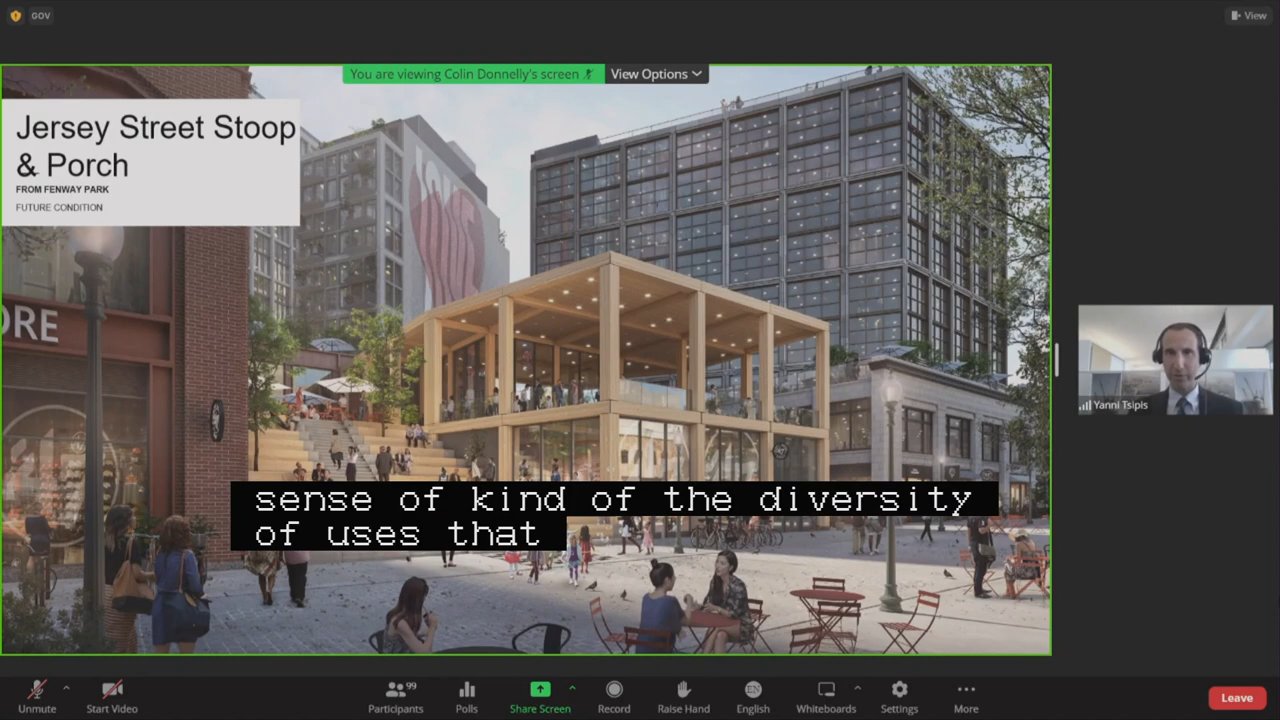 GOV
View
You are viewing Colin Donnelly's screen
View Options
Jersey Street Stoop
& Porch
FROM FENWAY PARK
FUTURE CONDITION
ORE
Yanni Tsipis
sense of kind of the diversity
of uses that
99
EN
Unmute
Start Video
Participants
Polls
Share Screen
Record
Raise Hand
English
Whiteboards
Settings
More
Leave